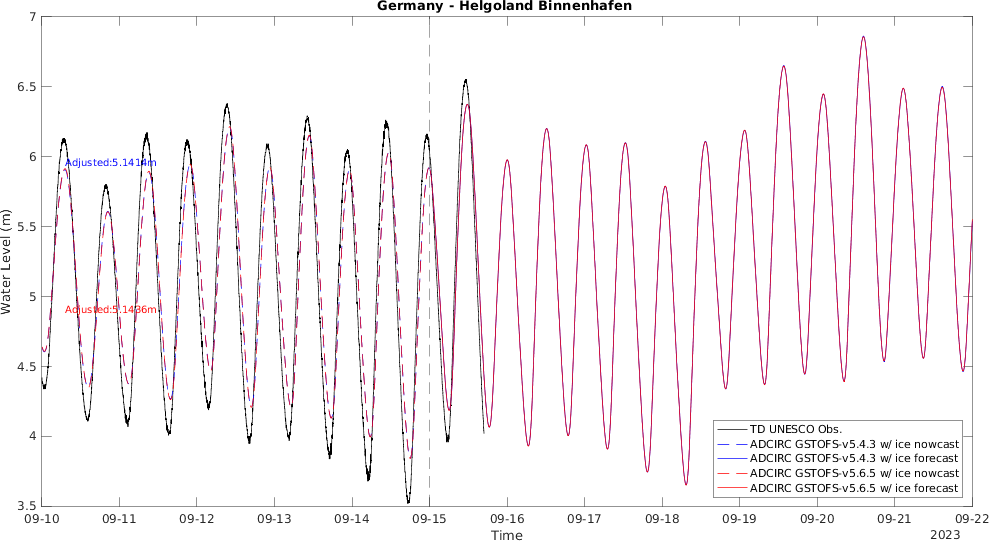 Germany - Helgoland Binnenhafen
7
6.5
6
5.5
5
4.5
4
3.5
Water Level (m)
Adjusted:5.1414m
Adjusted:5.1436m
TD UNESCO Obs.
ADCIRC GSTOFS-v5.4.3 w/ ice nowcast
ADCIRC GSTOFS-v5.4.3 w/ ice forecast
ADCIRC GSTOFS-v5.6.5 w/ ice nowcast
ADCIRC GSTOFS-v5.6.5 w/ ice forecast
09-10 09-11 09-12 09-13 09-14 09-15 09-16 09-17 09-18 09-19 09-20 09-21 09-22
Time
2023